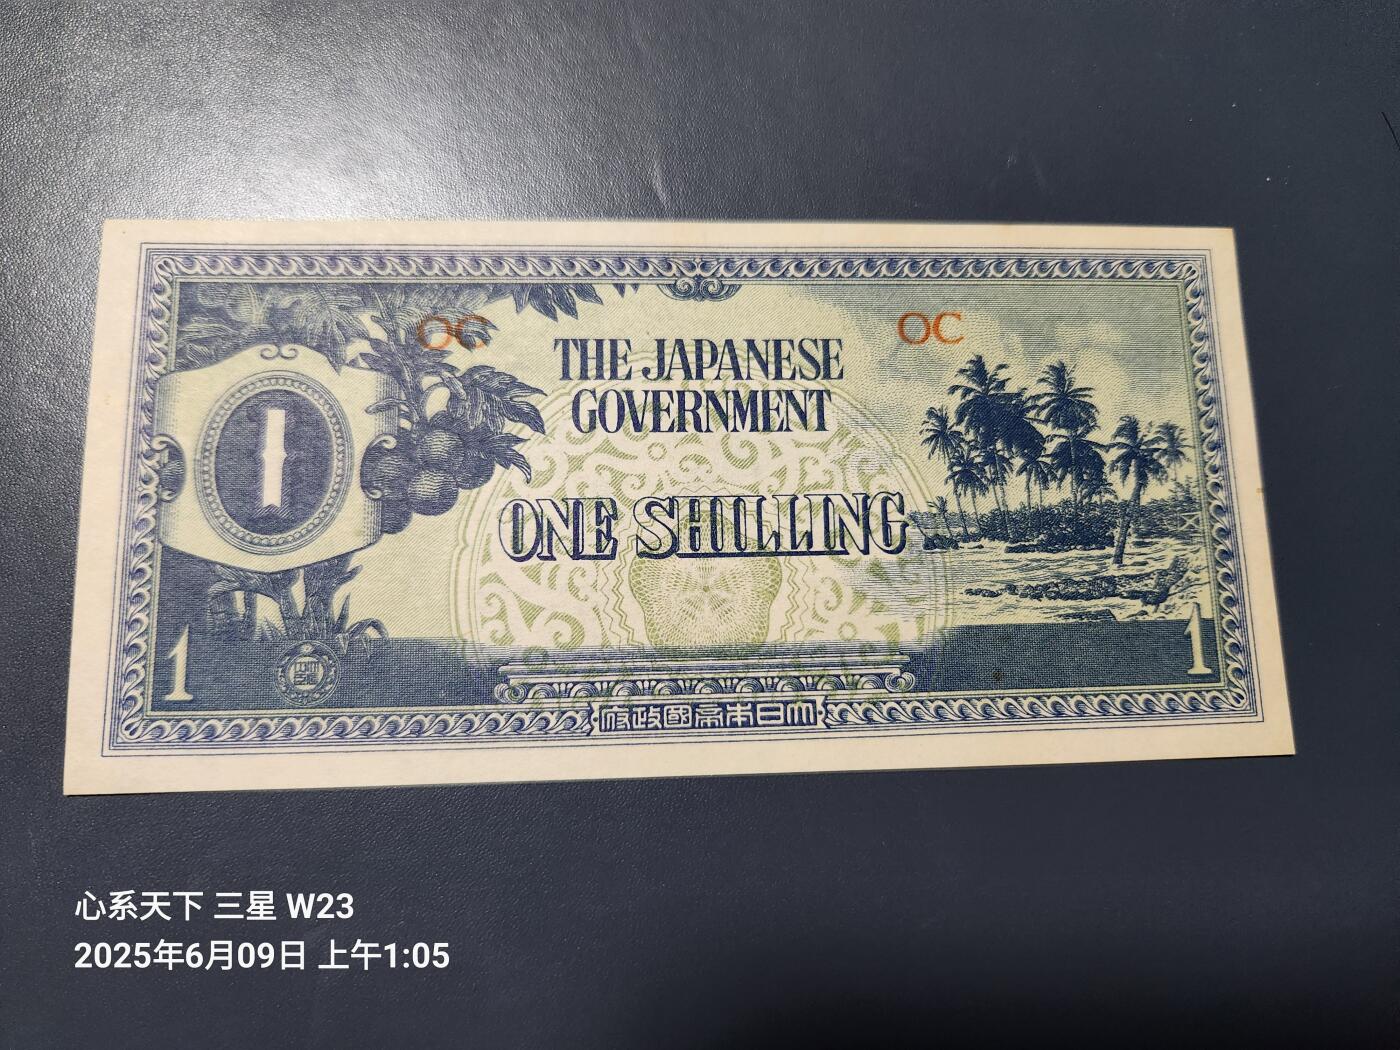 OC
OC
THE JAPANESE
GOVERNMENT
1
ONE SHILLING
1
1
府政國帝本日大
心系天下 三星 W23
2025年6月09日 上午1:05